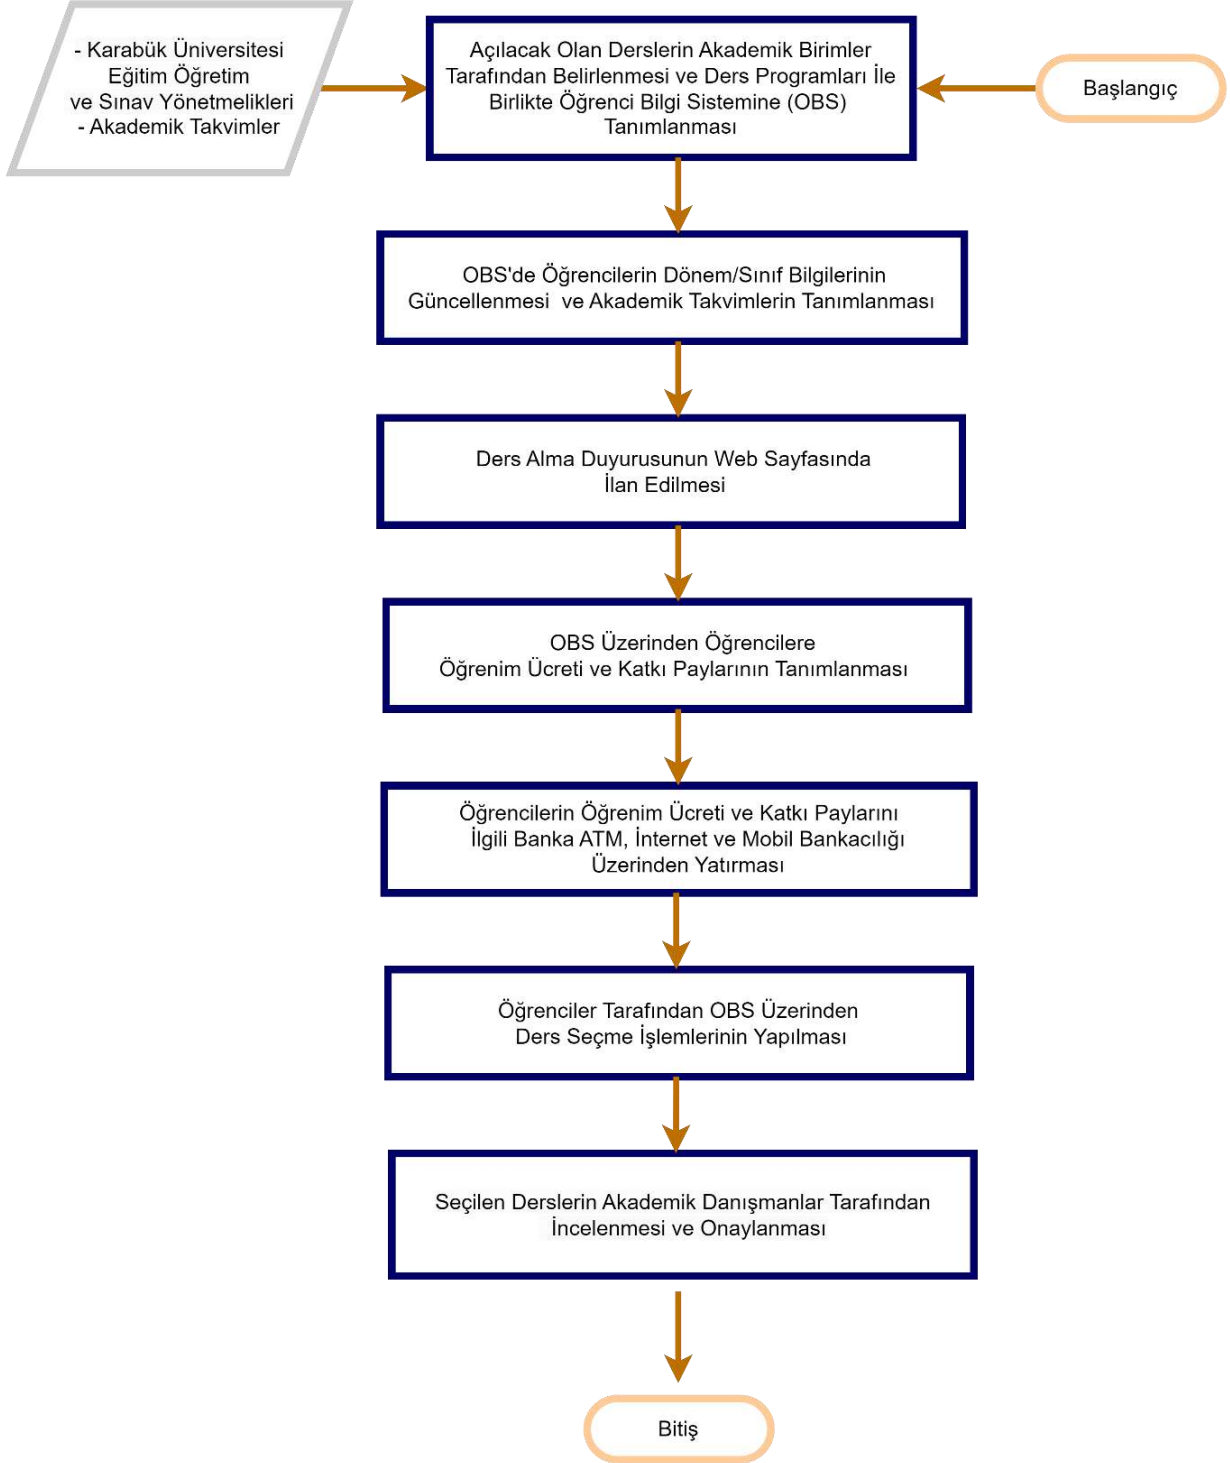 - Karabük Üniversitesi
Eğitim Öğretim
ve Sınav Yönetmelikleri
- Akademik Takvimler
Açılacak Olan Derslerin Akademik Birimler
Tarafından Belirlenmesi ve Ders Programları İle
Birlikte Öğrenci Bilgi Sistemine (OBS)
Tanımlanması
Başlangıç
OBS'de Öğrencilerin Dönem/Sınıf Bilgilerinin
Güncellenmesi ve Akademik Takvimlerin Tanımlanması
Ders Alma Duyurusunun Web Sayfasında
İlan Edilmesi
OBS Üzerinden Öğrencilere
Öğrenim Ücreti ve Katkı Paylarının Tanımlanması
Öğrencilerin Öğrenim Ücreti ve Katkı Paylarını
İlgili Banka ATM, İnternet ve Mobil Bankacılığı
Üzerinden Yatırması
Öğrenciler Tarafından OBS Üzerinden
Ders Seçme İşlemlerinin Yapılması
Seçilen Derslerin Akademik Danışmanlar Tarafından
İncelenmesi ve Onaylanması
Bitiş